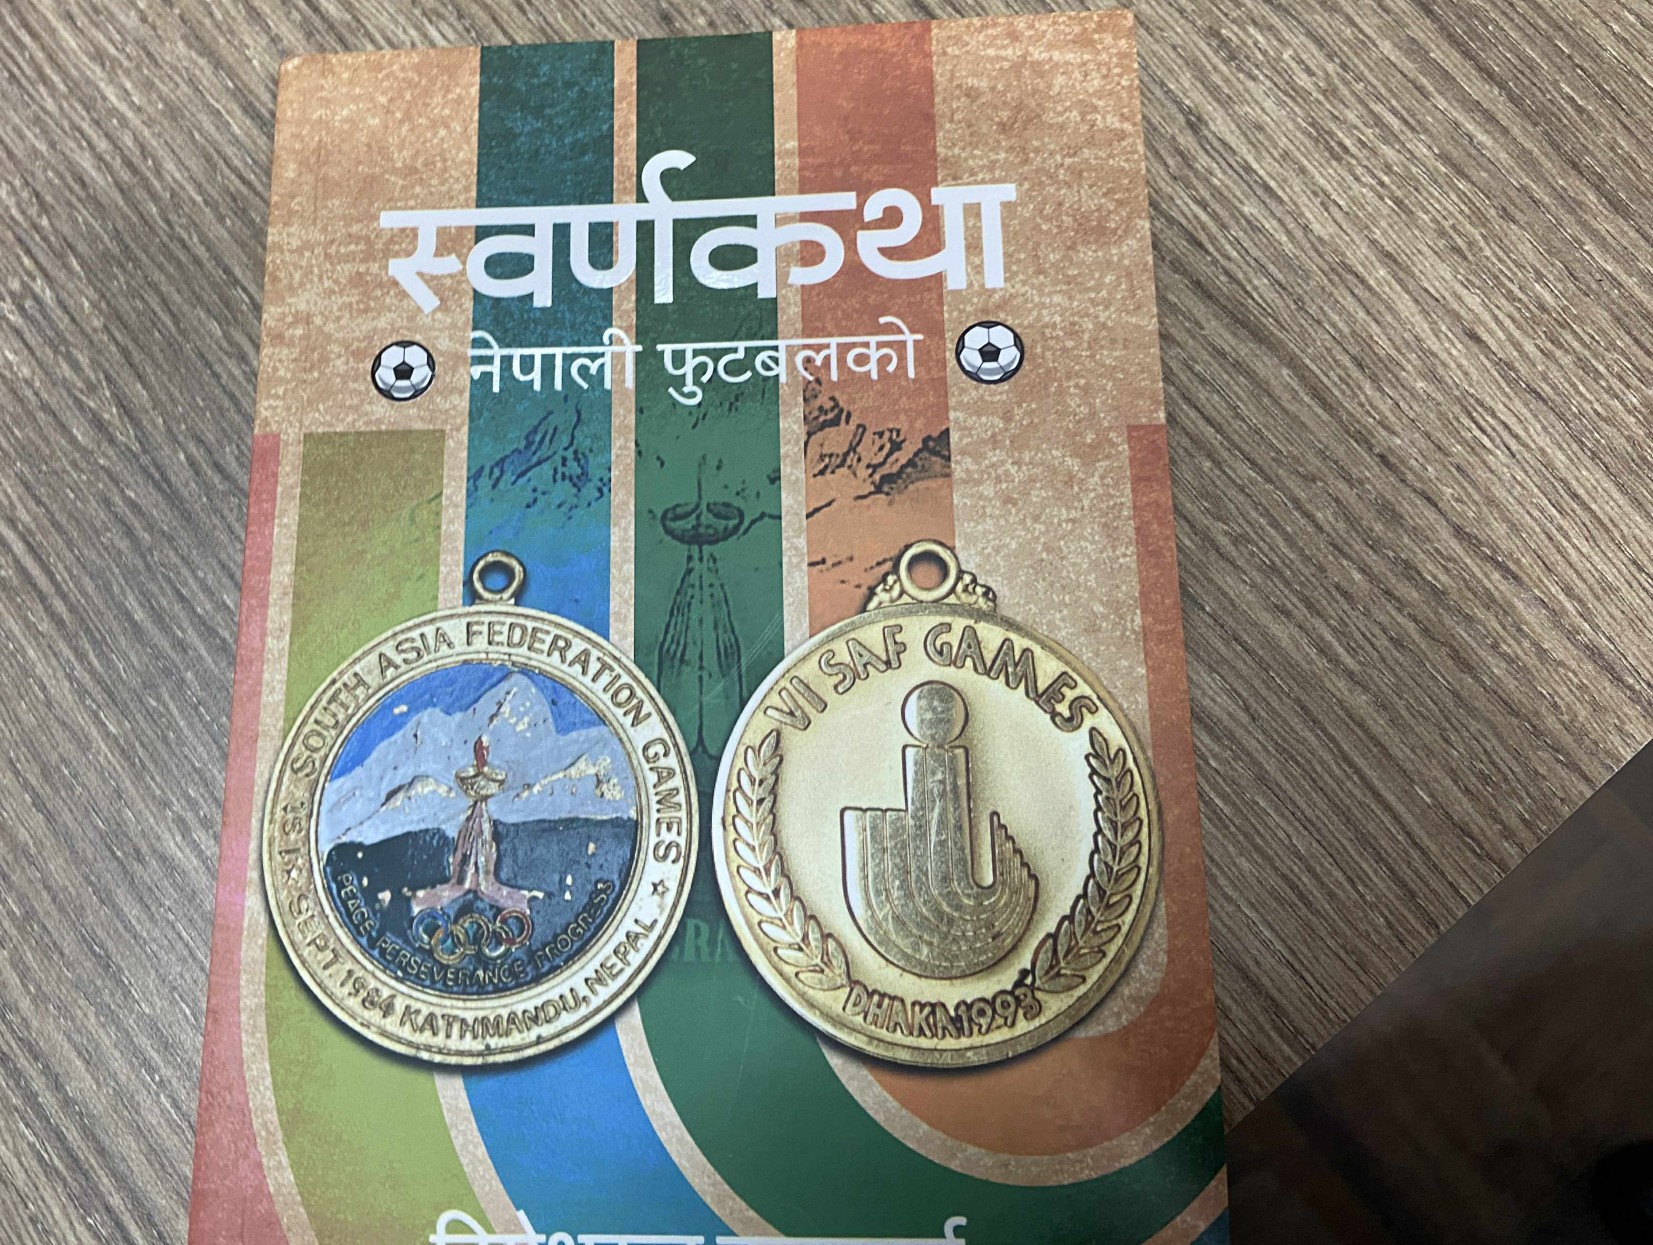 स्वर्णकथा
नेपाली फुटबलको
1st SOUTH ASIA FEDERATION GAMES
PEACE PERSEVERANCE PROGRESS
SEPT. 1984 KATHMANDU, NEPAL
VI SAF GAMES
DHAKA 1993